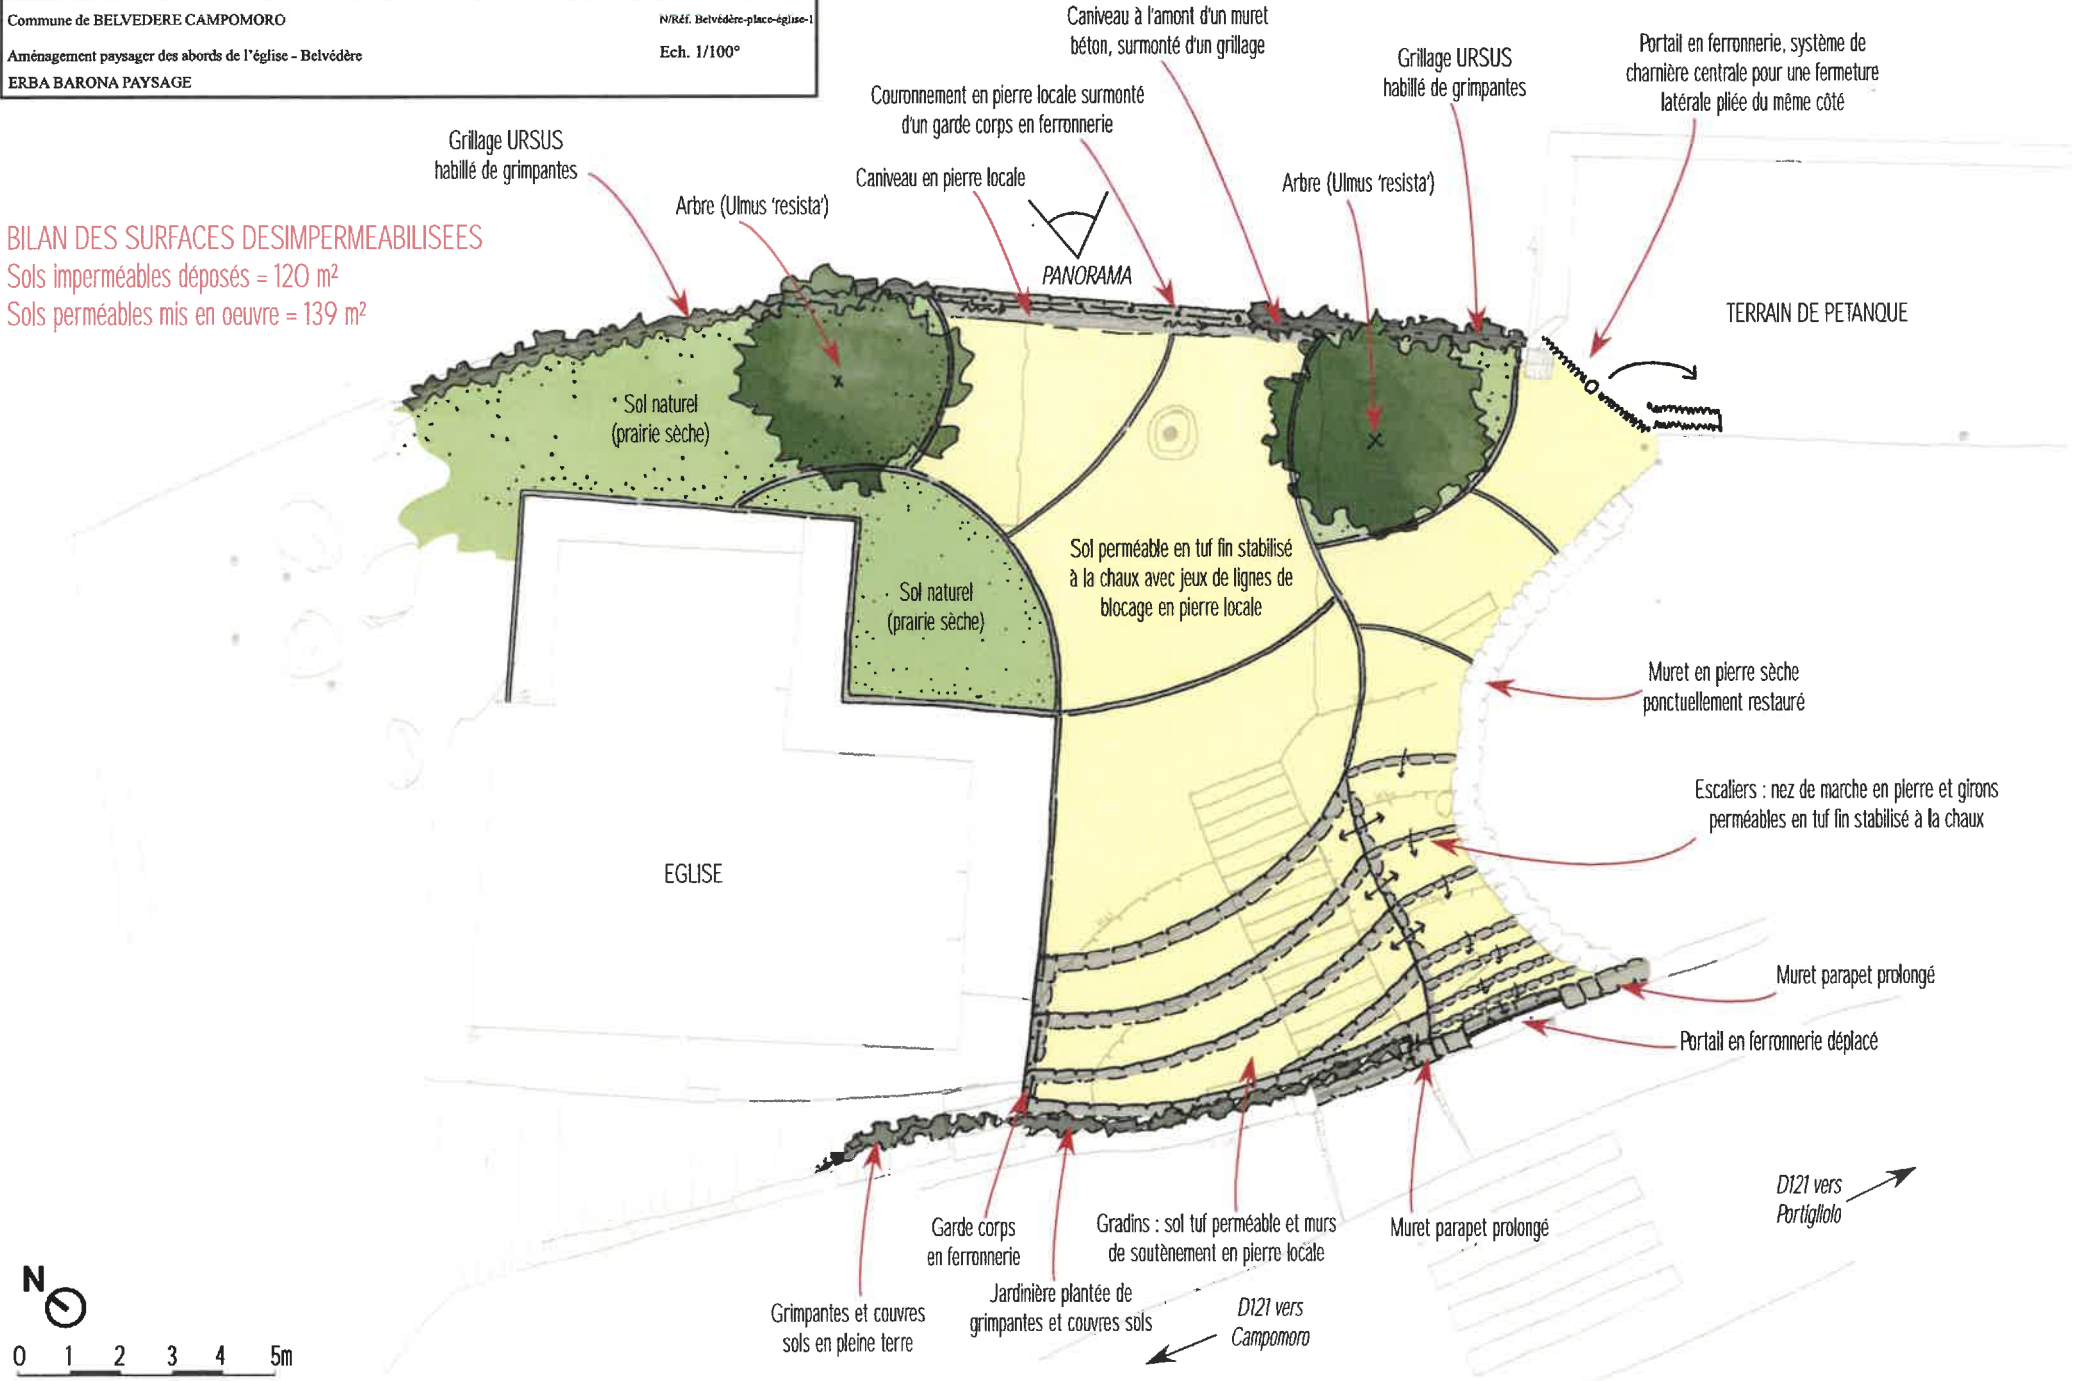 Commune de BELVEDERE CAMPOMORO
N/Réf. Belvédère-place-église-1
Aménagement paysager des abords de l'église - Belvédère
Ech. 1/100°
ERBA BARONA PAYSAGE
Caniveau à l'amont d'un muret
béton, surmonté d'un grillage
Grillage URSUS
habillé de grimpantes
Portail en ferronnerie, système de
charnière centrale pour une fermeture
latérale pliée du même côté
Couronnement en pierre locale surmonté
d'un garde corps en ferronnerie
Grillage URSUS
habillé de grimpantes
Caniveau en pierre locale
Arbre (Ulmus 'resista')
Arbre (Ulmus 'resista')
BILAN DES SURFACES DESIMPERMEABILISEES
Sols imperméables déposés = 120 m²
Sols perméables mis en oeuvre = 139 m²
PANORAMA
TERRAIN DE PETANQUE
Sol naturel
(prairie sèche)
Sol perméable en tuf fin stabilisé
à la chaux avec jeux de lignes de
blocage en pierre locale
Sol naturel
(prairie sèche)
Muret en pierre sèche
ponctuellement restauré
Escaliers : nez de marche en pierre et girons
perméables en tuf fin stabilisé à la chaux
EGLISE
Muret parapet prolongé
Portail en ferronnerie déplacé
D121 vers
Portigliolo
Garde corps
en ferronnerie
Gradins : sol tuf perméable et murs
de soutènement en pierre locale
Muret parapet prolongé
Jardinière plantée de
grimpantes et couvres sols
Grimpantes et couvres
sols en pleine terre
D121 vers
Campomoro
N
0 1 2 3 4 5m